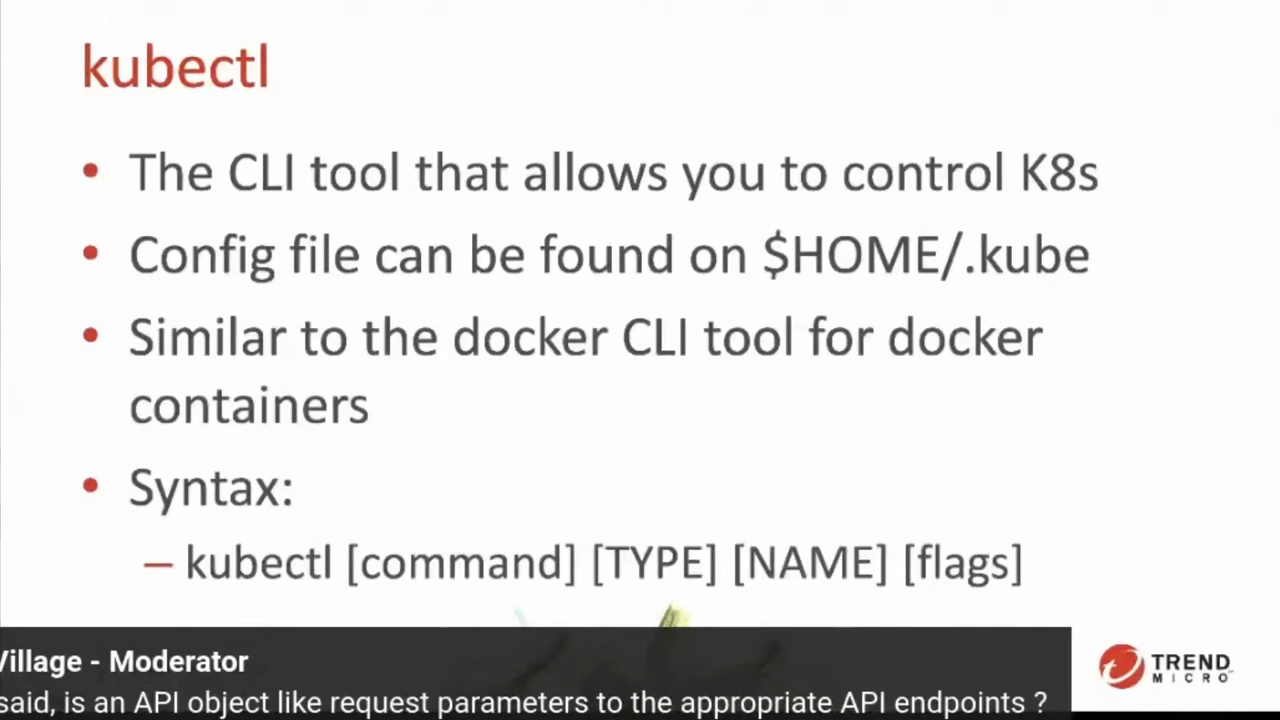 kubectl
• The CLI tool that allows you to control K8s
• Config file can be found on $HOME/.kube
• Similar to the docker CLI tool for docker
containers
• Syntax:
– kubectl [command] [TYPE] [NAME] [flags]
Village - Moderator
said, is an API object like request parameters to the appropriate API endpoints ?
TREND
MICRO